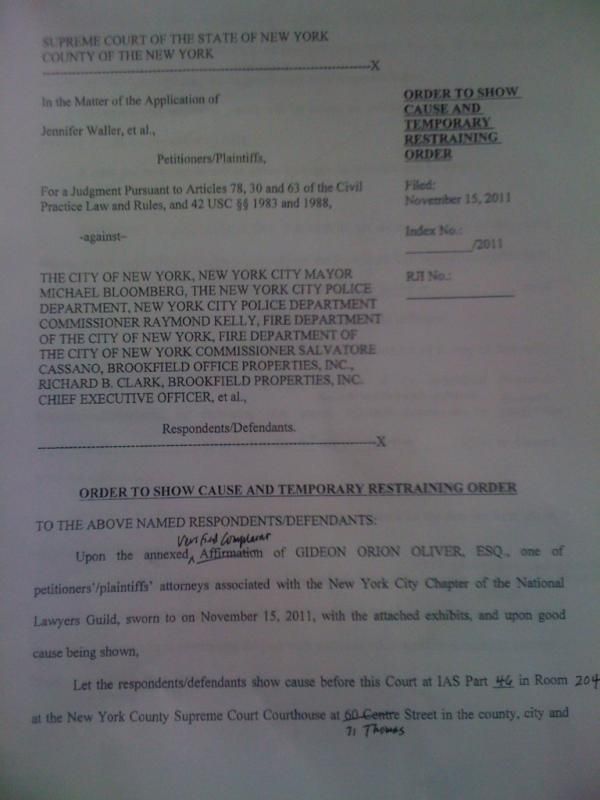 SUPREME COURT OF THE STATE OF NEW YORK
COUNTY OF THE NEW YORK
-----------------------------------------------------------------------X
In the Matter of the Application of
Jennifer Waller, et al.,
Petitioners/Plaintiffs,
For a Judgment Pursuant to Articles 78, 30 and 63 of the Civil
Practice Law and Rules, and 42 USC §§ 1983 and 1988,
-against–
THE CITY OF NEW YORK, NEW YORK CITY MAYOR
MICHAEL BLOOMBERG, THE NEW YORK CITY POLICE
DEPARTMENT, NEW YORK CITY POLICE DEPARTMENT
COMMISSIONER RAYMOND KELLY, FIRE DEPARTMENT
OF THE CITY OF NEW YORK, FIRE DEPARTMENT OF
THE CITY OF NEW YORK COMMISSIONER SALVATORE
CASSANO, BROOKFIELD OFFICE PROPERTIES, INC.,
RICHARD B. CLARK, BROOKFIELD PROPERTIES, INC.
CHIEF EXECUTIVE OFFICER, et al.,
Respondents/Defendants.
-----------------------------------------------------------------------X
ORDER TO SHOW
CAUSE AND
TEMPORARY
RESTRAINING
ORDER
Filed:
November 15, 2011
Index No.:
__________/2011
RJI No.:
________________
ORDER TO SHOW CAUSE AND TEMPORARY RESTRAINING ORDER
TO THE ABOVE NAMED RESPONDENTS/DEFENDANTS:
Verified Complaint
Upon the annexed ^ Affirmation of GIDEON ORION OLIVER, ESQ., one of
petitioners'/plaintiffs' attorneys associated with the New York City Chapter of the National
Lawyers Guild, sworn to on November 15, 2011, with the attached exhibits, and upon good
cause being shown,
Let the respondents/defendants show cause before this Court at IAS Part 46 in Room 204
at the New York County Supreme Court Courthouse at 60 Centre Street in the county, city and
71 Thomas